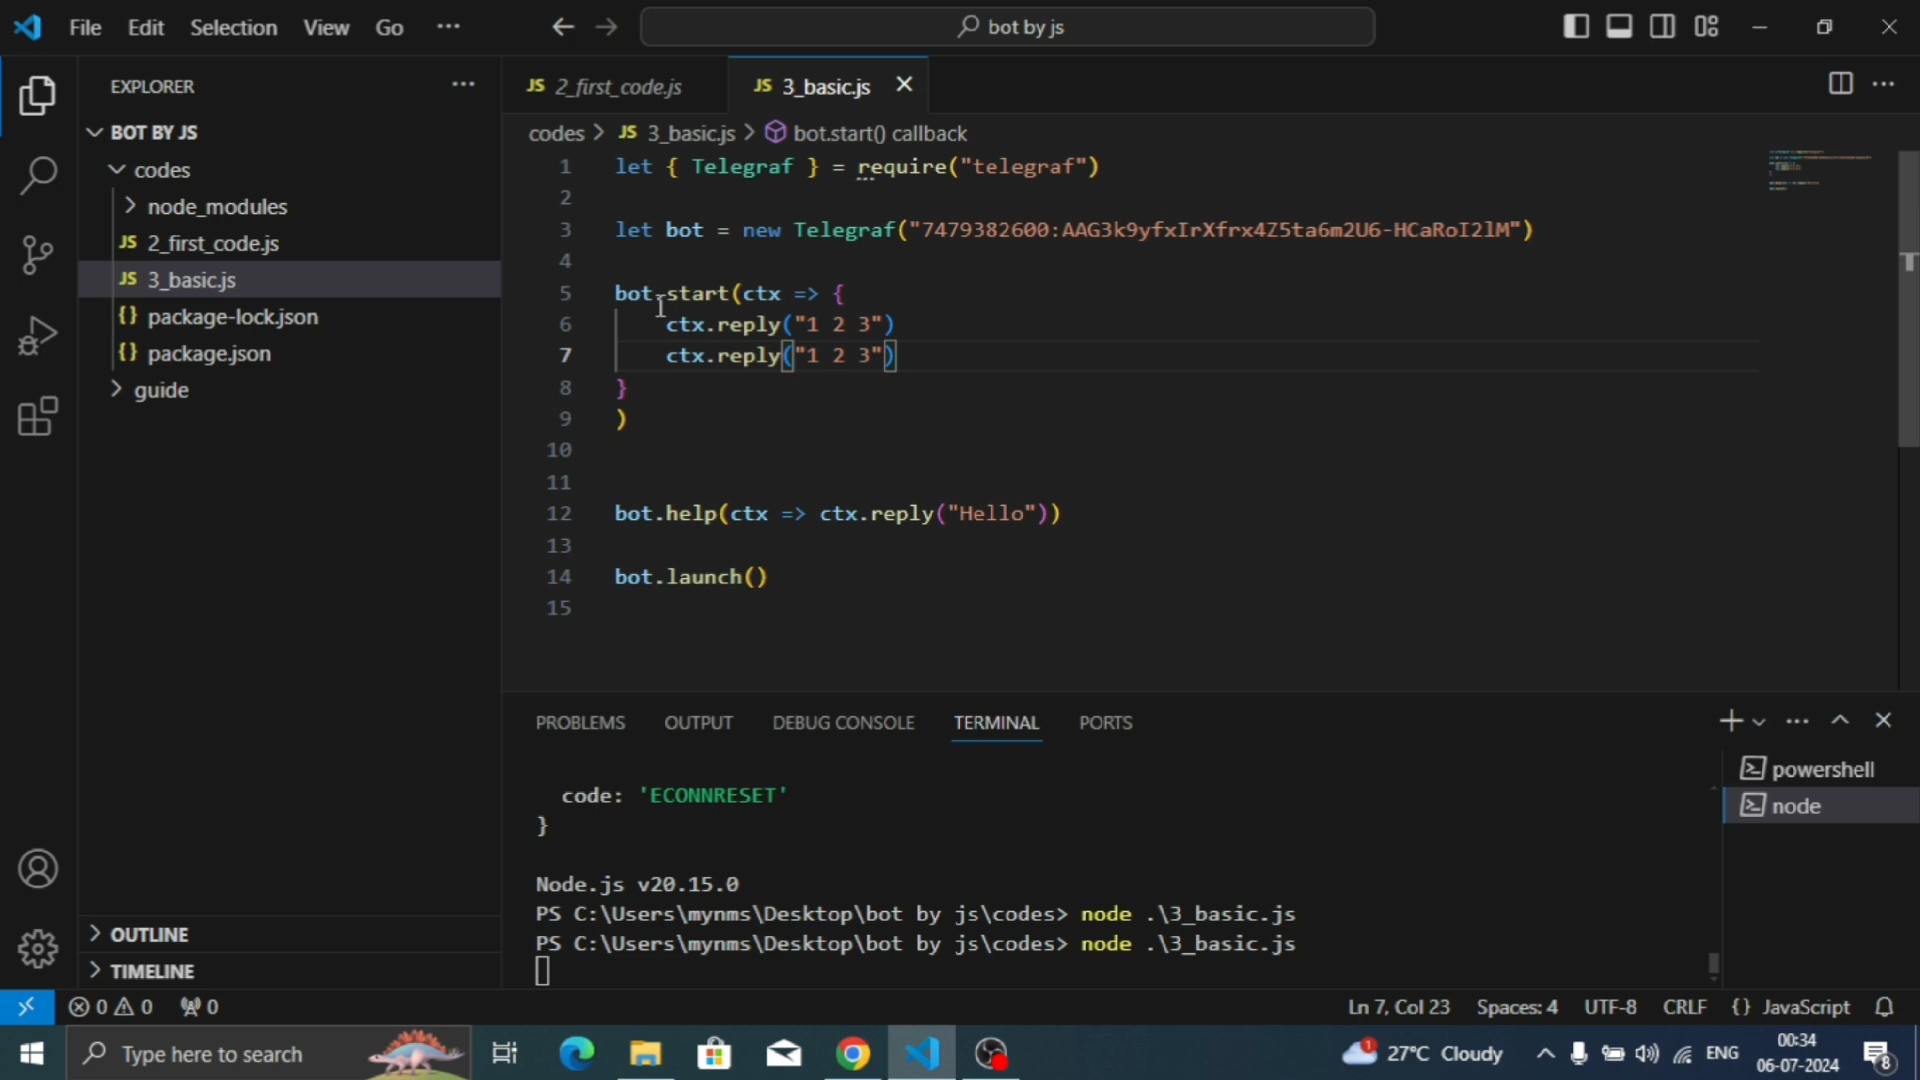 File Edit Selection View Go ··· bot by js
EXPLORER ···
BOT BY JS
codes
node_modules
JS 2_first_code.js
JS 3_basic.js
{} package-lock.json
{} package.json
guide
OUTLINE
TIMELINE
JS 2_first_code.js JS 3_basic.js
codes > JS 3_basic.js > bot.start() callback
1 let { Telegraf } = require("telegraf")
2
3 let bot = new Telegraf("7479382600:AAG3k9yfxIrXfrx4Z5ta6m2U6-HCaRoI2lM")
4
5 bot.start(ctx => {
6 ctx.reply("1 2 3")
7 ctx.reply("1 2 3")
8 }
9 )
10
11
12 bot.help(ctx => ctx.reply("Hello"))
13
14 bot.launch()
15
PROBLEMS OUTPUT DEBUG CONSOLE TERMINAL PORTS
code: 'ECONNRESET'
}
Node.js v20.15.0
PS C:\Users\mynms\Desktop\bot by js\codes> node .\3_basic.js
PS C:\Users\mynms\Desktop\bot by js\codes> node .\3_basic.js
powershell
node
0 0 0 Ln 7, Col 23 Spaces: 4 UTF-8 CRLF {} JavaScript
Type here to search 1 27°C Cloudy ENG 00:34
06-07-2024 8